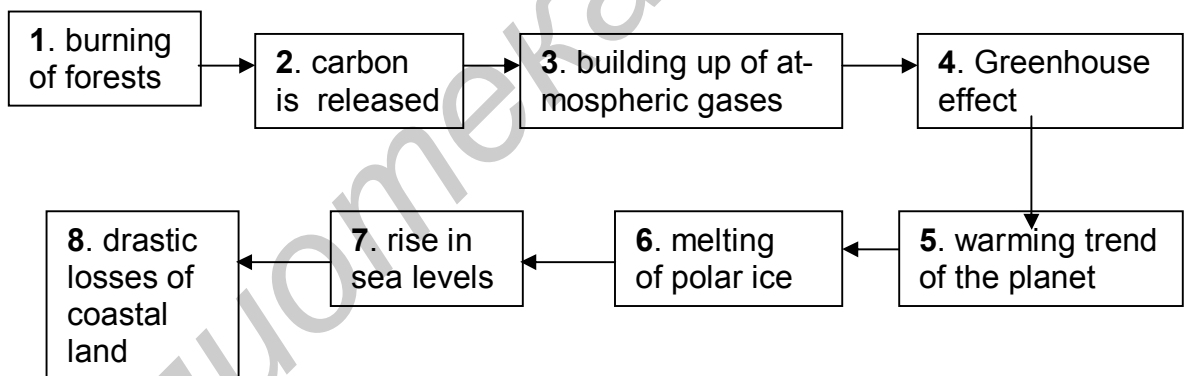 1. burning
of forests
2. carbon
is released
3. building up of at-
mospheric gases
4. Greenhouse
effect
5. warming trend
of the planet
6. melting
of polar ice
7. rise in
sea levels
8. drastic
losses of
coastal
land